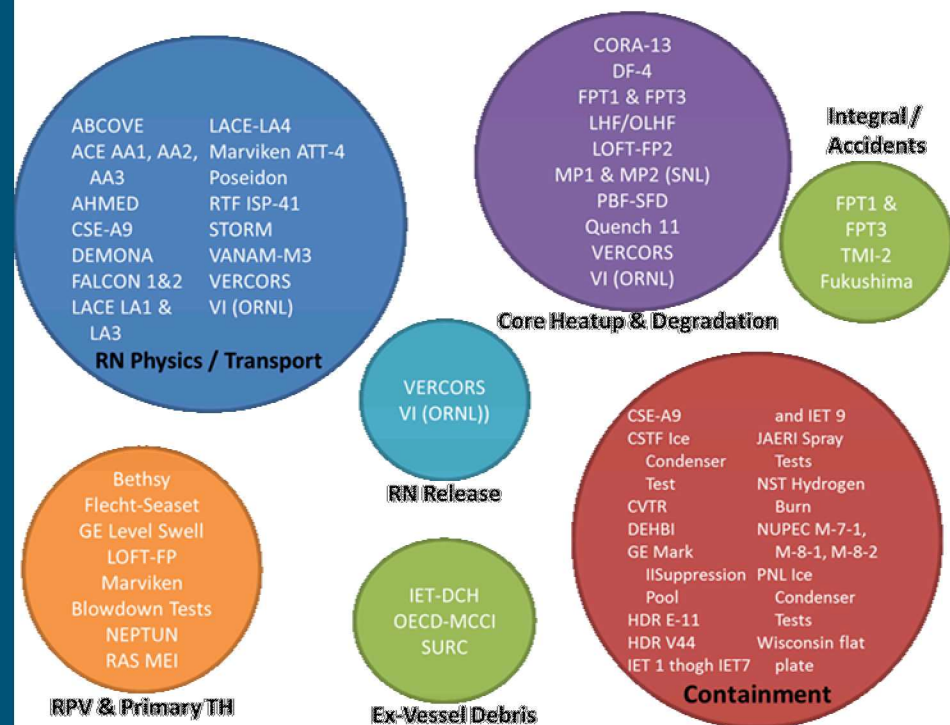 ABCOVE
ACE AA1, AA2,
AA3
AHMED
CSE-A9
DEMONA
FALCON 1&2
LACE LA1 &
LA3
LACE-LA4
Marviken ATT-4
Poseidon
RTF ISP-41
STORM
VANAM-M3
VERCORS
VI (ORNL)
RN Physics / Transport
CORA-13
DF-4
FPT1 & FPT3
LHF/OLHF
LOFT-FP2
MP1 & MP2 (SNL)
PBF-SFD
Quench 11
VERCORS
VI (ORNL)
Core Heatup & Degradation
Integral /
Accidents
FPT1 &
FPT3
TMI-2
Fukushima
VERCORS
VI (ORNL))
RN Release
Bethsy
Flecht-Seaset
GE Level Swell
LOFT-FP
Marviken
Blowdown Tests
NEPTUN
RAS MEI
RPV & Primary TH
IET-DCH
OECD-MCCI
SURC
Ex-Vessel Debris
CSE-A9
CSTF Ice
Condenser
Test
CVTR
DEHBI
GE Mark
IISuppression
Pool
HDR E-11
HDR V44
IET 1 thogh IET7
and IET 9
JAERI Spray
Tests
NST Hydrogen
Burn
NUPEC M-7-1,
M-8-1, M-8-2
PNL Ice
Condenser
Tests
Wisconsin flat
plate
Containment